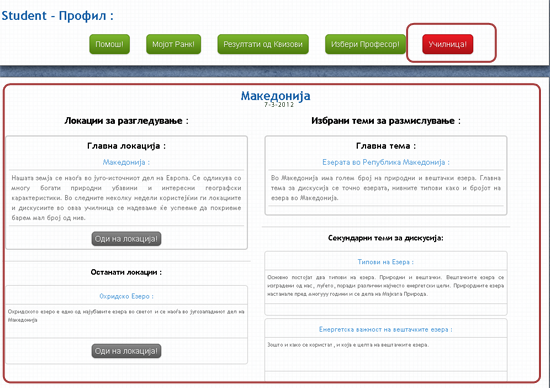 Student - Профил :
Помош!
Мојот Ранк!
Резултати од Квизови
Избери Професор!
Училница!
Македонија
7-3-2012
Локации за разгледување :
Главна локација :
Македонија :
Нашата земја се наоѓа во југо-источниот дел на Европа. Се одликува со
многу богати природни убавини и интересни географски
карактеристики. Во следните неколку недели користејќи ги локациите
и дискусиите во оваа училница се надеваме ќе успееме да покриеме
барем мал број од нив.
Оди на локација!
Останати локации :
Охридско Езеро :
Охридското езеро е едно од најубавите езера во светот и се наоѓа во југозападниот дел на
Македонија
Оди на локација!
Избрани теми за размислување :
Главна тема :
Езерата во Република Македонија :
Во Македонија има голем број на природни и вештачки езера. Главна
тема за дискусија се точно езерата, нивните типови како и бројот на
езера во Македонија.
Секундарни теми за дискусија:
Типови на Езера :
Основно постојат два типови на езера. Природни и вештачки. Вештачките езера се
изградени од нас, луѓето, поради различни најчесто енергетски цели. Природните езера
настанале пред многууу години и се дела на Мајката Природа.
Енергетска важност на вештачките езера :
Зошто и како се користат , и која е целта на вештачките езера.